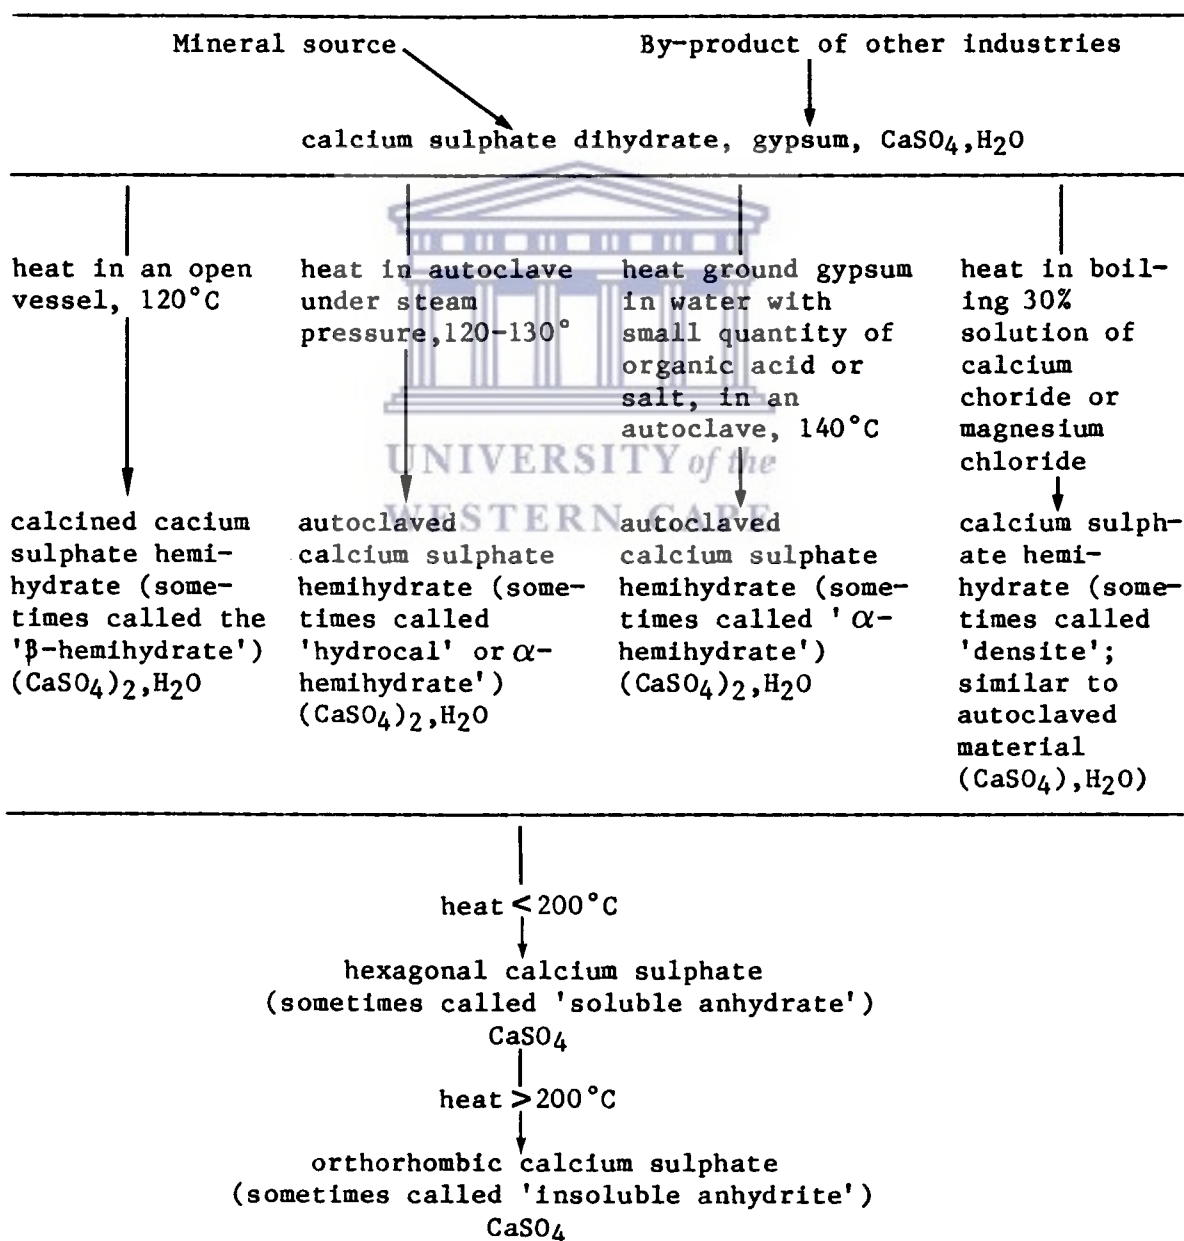 Mineral source By-product of other industries
calcium sulphate dihydrate, gypsum, CaSO4,H2O
heat in an open
vessel, 120°C
heat in autoclave
under steam
pressure,120-130°
heat ground gypsum
in water with
small quantity of
organic acid or
salt, in an
autoclave, 140°C
heat in boil-
ing 30%
solution of
calcium
choride or
magnesium
chloride
UNIVERSITY of the
WESTERN CAPE
calcined cacium
sulphate hemi-
hydrate (some-
times called the
'β-hemihydrate')
(CaSO4)2,H2O
autoclaved
calcium sulphate
hemihydrate (some-
times called
'hydrocal' or α-
hemihydrate')
(CaSO4)2,H2O
autoclaved
calcium sulphate
hemihydrate (some-
times called 'α-
hemihydrate')
(CaSO4)2,H2O
calcium sulph-
ate hemi-
hydrate (some-
times called
'densite';
similar to
autoclaved
material
(CaSO4),H2O)
heat < 200°C
hexagonal calcium sulphate
(sometimes called 'soluble anhydrate')
CaSO4
heat > 200°C
orthorhombic calcium sulphate
(sometimes called 'insoluble anhydrite')
CaSO4